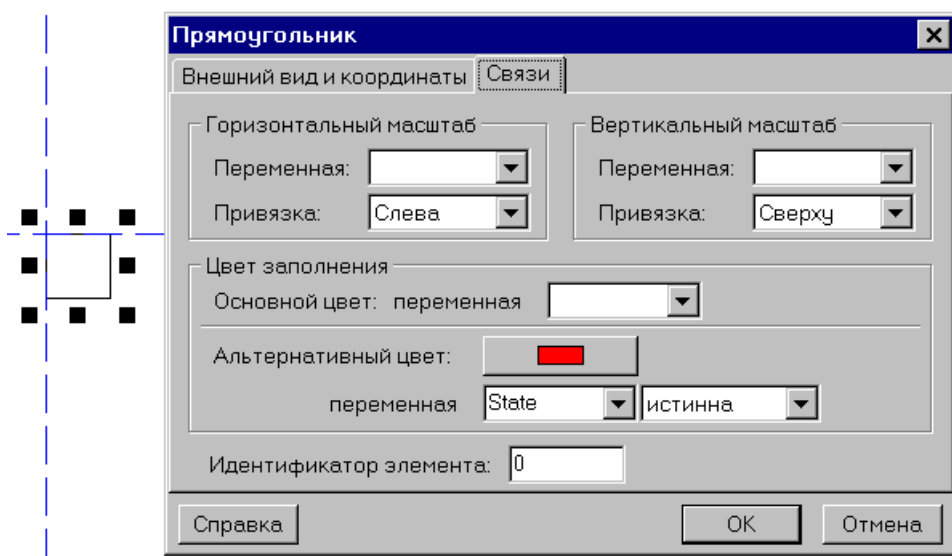 Прямоугольник
Внешний вид и координаты Связи
Горизонтальный масштаб Вертикальный масштаб
Переменная: Переменная:
Привязка: Слева Привязка: Сверху
Цвет заполнения
Основной цвет: переменная
Альтернативный цвет:
переменная State истинна
Идентификатор элемента: 0
Справка OK Отмена